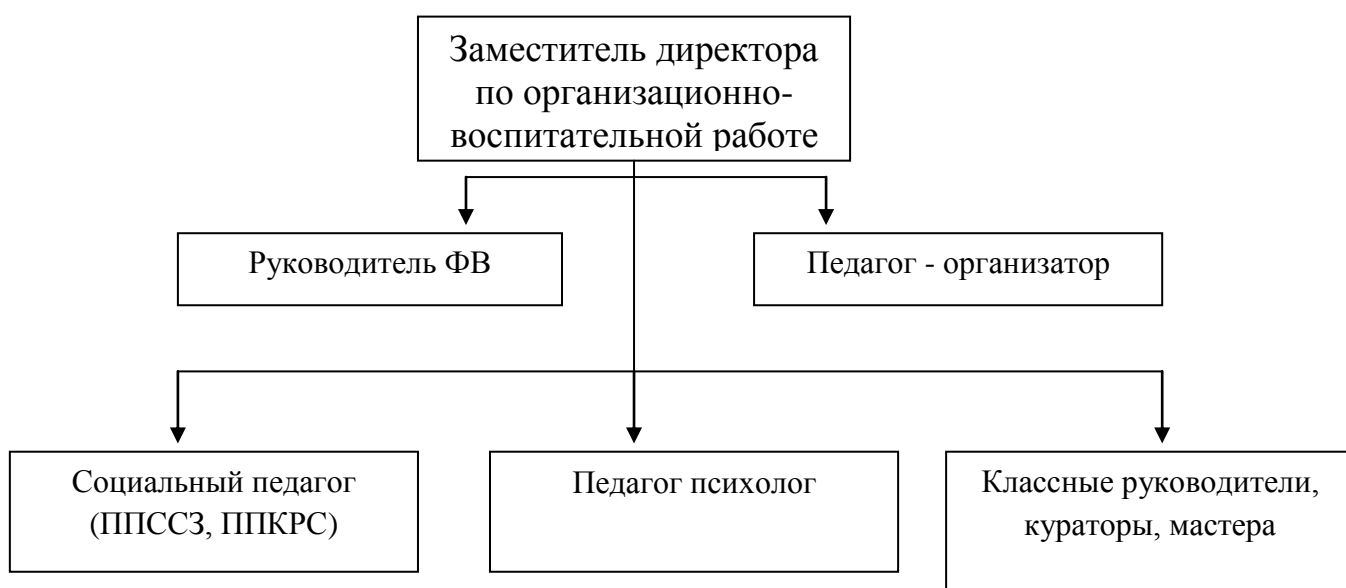 Заместитель директора
по организационно-
воспитательной работе
Руководитель ФВ
Педагог - организатор
Социальный педагог
(ППССЗ, ППКРС)
Педагог психолог
Классные руководители,
кураторы, мастера